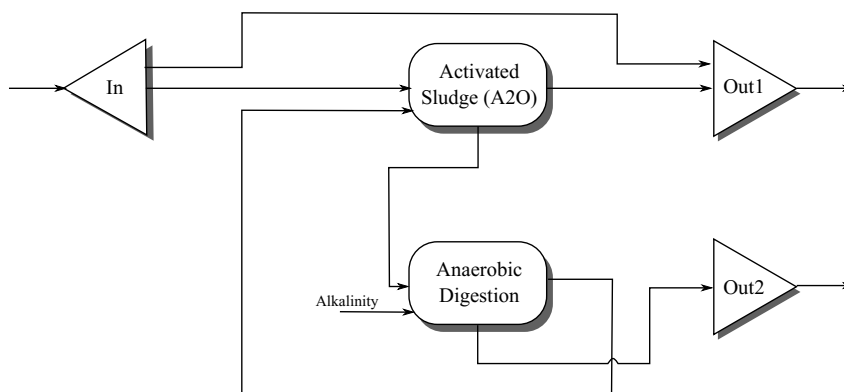 In
Activated
Sludge (A2O)
Out1
Anaerobic
Digestion
Alkalinity
Out2